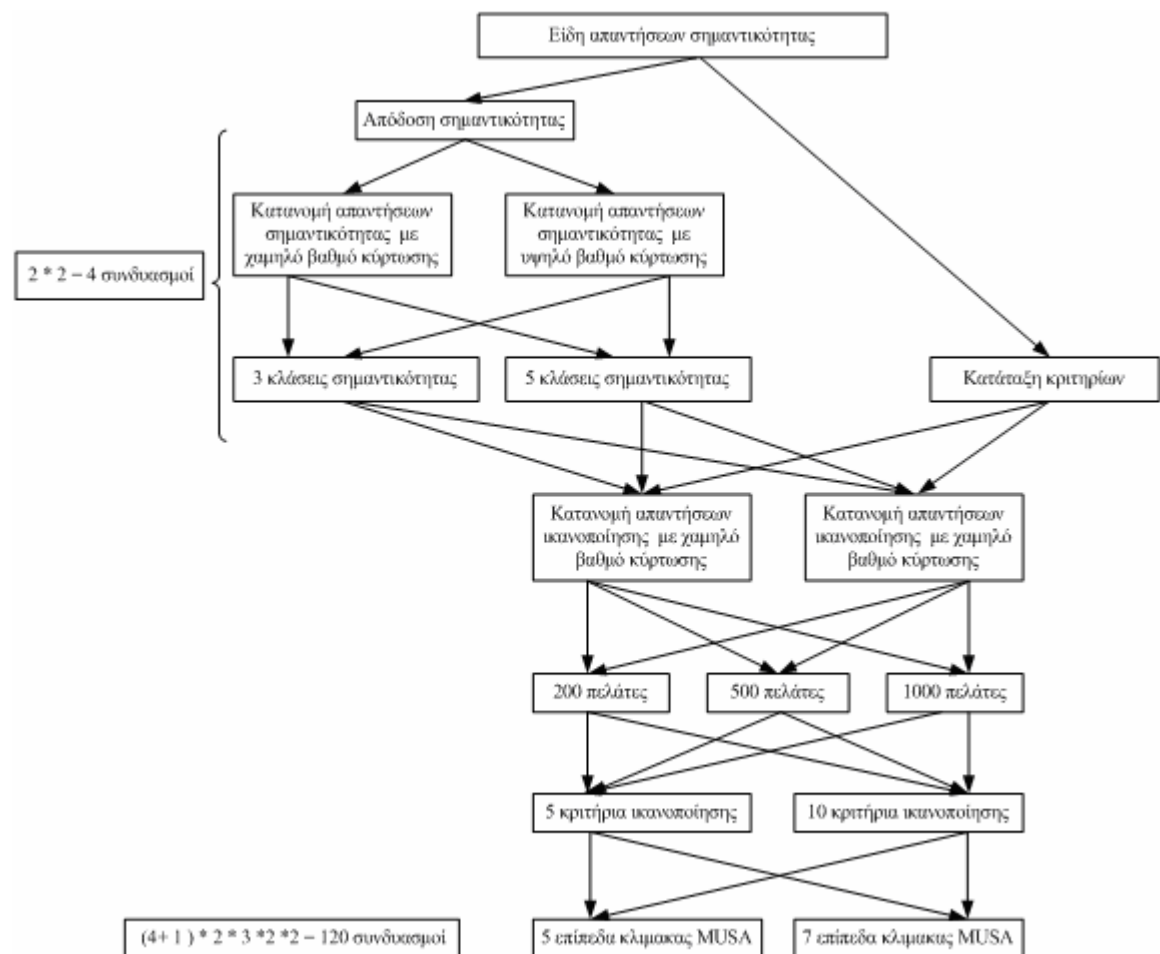 Είδη απαντήσεων σημαντικότητας
Απόδοση σημαντικότητας
Κατανομή απαντήσεων
σημαντικότητας με
χαμηλό βαθμό κύρτωσης
Κατανομή απαντήσεων
σημαντικότητας με
υψηλό βαθμό κύρτωσης
2 * 2 – 4 συνδυασμοί
3 κλάσεις σημαντικότητας
5 κλάσεις σημαντικότητας
Κατάταξη κριτηρίων
Κατανομή απαντήσεων
ικανοποίησης με χαμηλό
βαθμό κύρτωσης
Κατανομή απαντήσεων
ικανοποίησης με χαμηλό
βαθμό κύρτωσης
200 πελάτες
500 πελάτες
1000 πελάτες
5 κριτήρια ικανοποίησης
10 κριτήρια ικανοποίησης
(4+ 1 ) * 2 * 3 *2 *2 – 120 συνδυασμοί
5 επίπεδα κλιμακας MUSA
7 επίπεδα κλιμακας MUSA